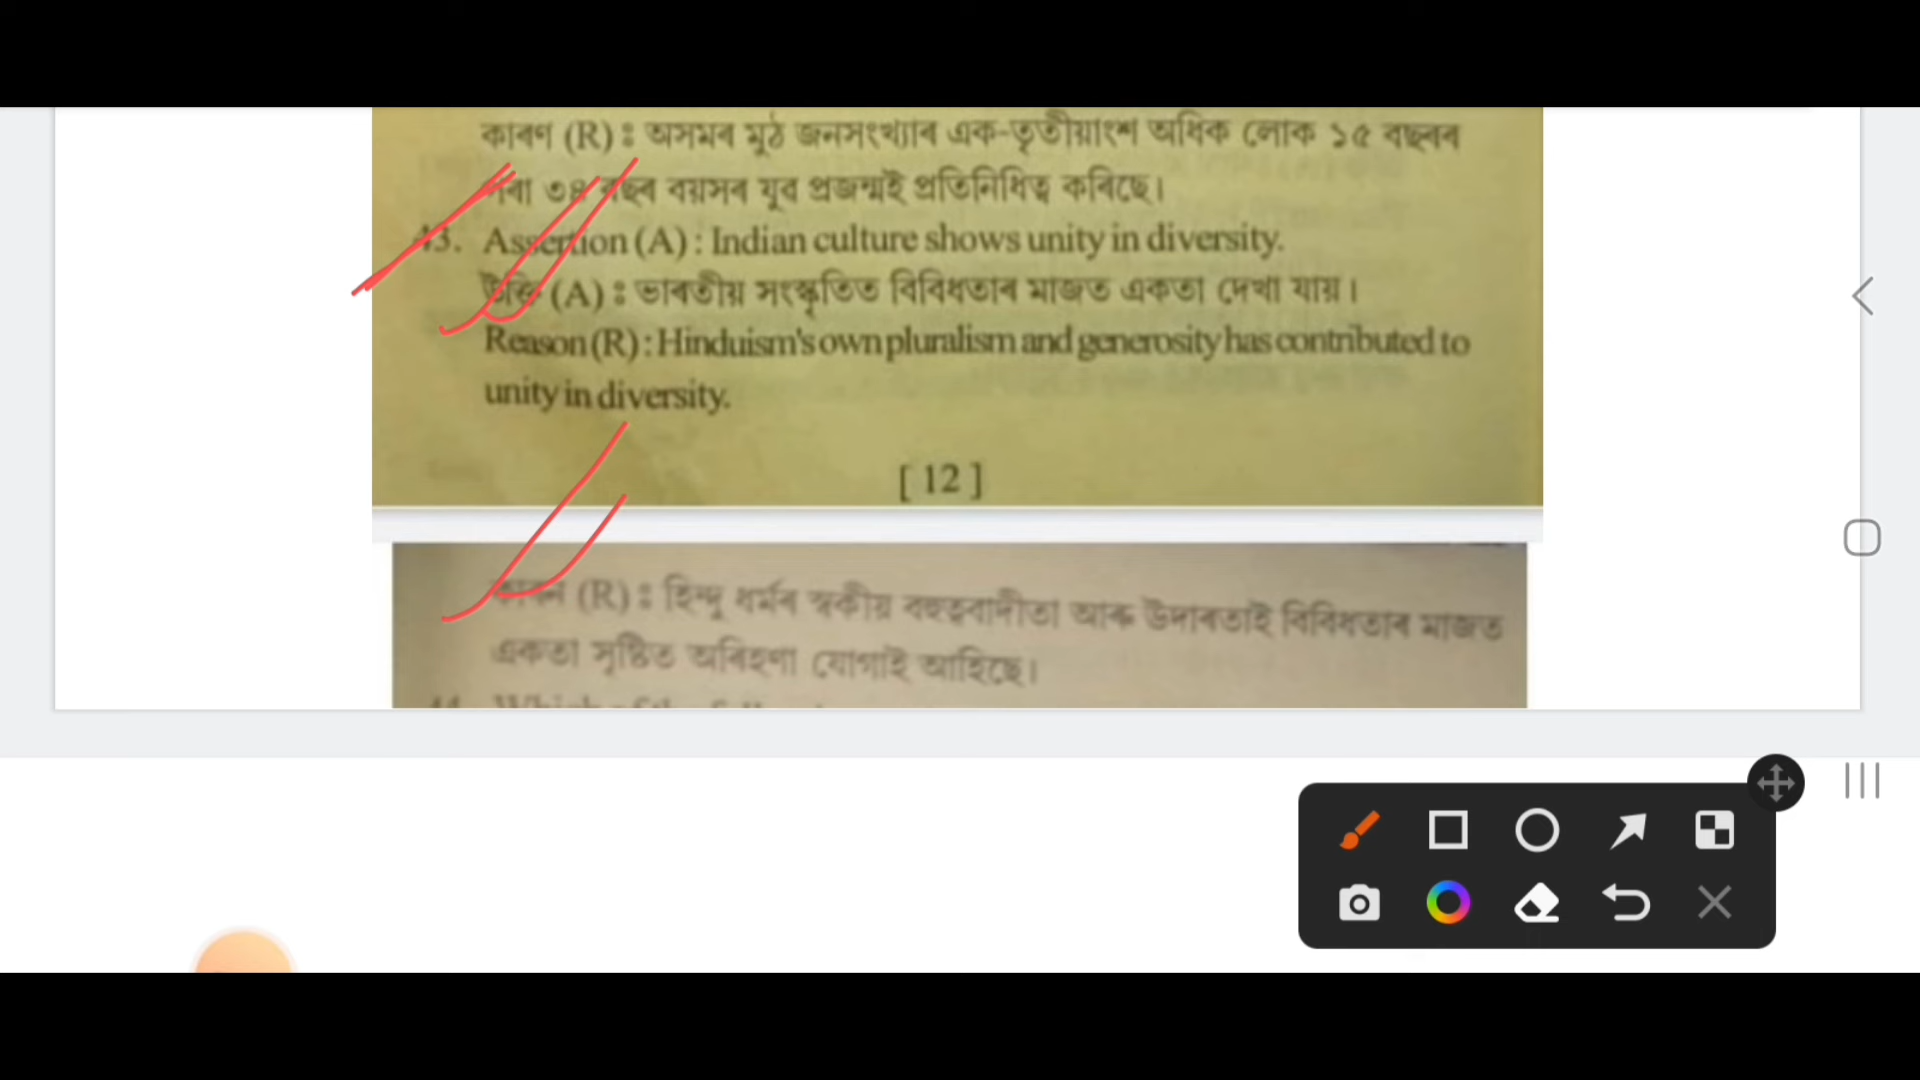 কাৰণ (R) : অসমৰ মুঠ জনসংখ্যাৰ এক-তৃতীয়াংশ অধিক লোক ১৫ বছৰৰ
পৰা ৩৪ বছৰ বয়সৰ যুৱ প্ৰজন্মই প্ৰতিনিধিত্ব কৰিছে।
43. Assertion (A) : Indian culture shows unity in diversity.
উক্তি (A) : ভাৰতীয় সংস্কৃতিত বিবিধতাৰ মাজত একতা দেখা যায়।
Reason (R) : Hinduism's own pluralism and generosity has contributed to
unity in diversity.
[ 12 ]
কাৰণ (R) : হিন্দু ধৰ্মৰ স্বকীয় বহুত্ববাদীতা আৰু উদাৰতাই বিবিধতাৰ মাজত
একতা সৃষ্টিত অৰিহণা যোগাই আহিছে।